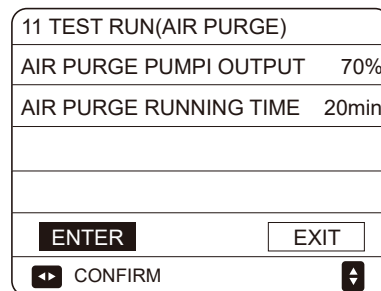 11 TEST RUN(AIR PURGE)
AIR PURGE PUMPI OUTPUT 70%
AIR PURGE RUNNING TIME 20min
ENTER EXIT
CONFIRM